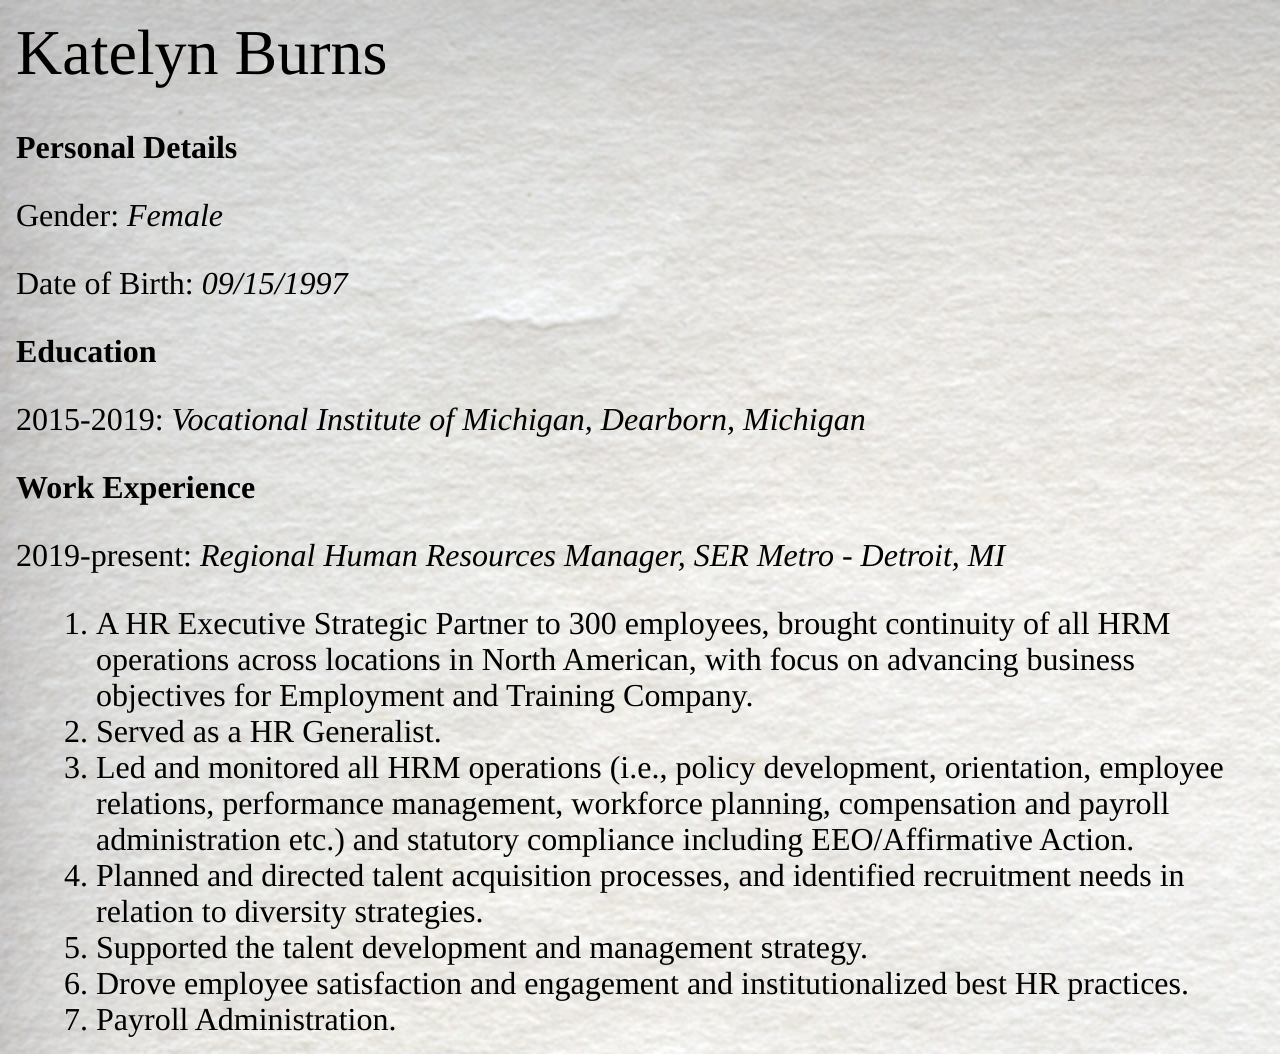 Katelyn Burns
Personal Details
Gender: Female
Date of Birth: 09/15/1997
Education
2015-2019: Vocational Institute of Michigan, Dearborn, Michigan
Work Experience
2019-present: Regional Human Resources Manager, SER Metro - Detroit, MI
1. A HR Executive Strategic Partner to 300 employees, brought continuity of all HRM
operations across locations in North American, with focus on advancing business
objectives for Employment and Training Company.
2. Served as a HR Generalist.
3. Led and monitored all HRM operations (i.e., policy development, orientation, employee
relations, performance management, workforce planning, compensation and payroll
administration etc.) and statutory compliance including EEO/Affirmative Action.
4. Planned and directed talent acquisition processes, and identified recruitment needs in
relation to diversity strategies.
5. Supported the talent development and management strategy.
6. Drove employee satisfaction and engagement and institutionalized best HR practices.
7. Payroll Administration.